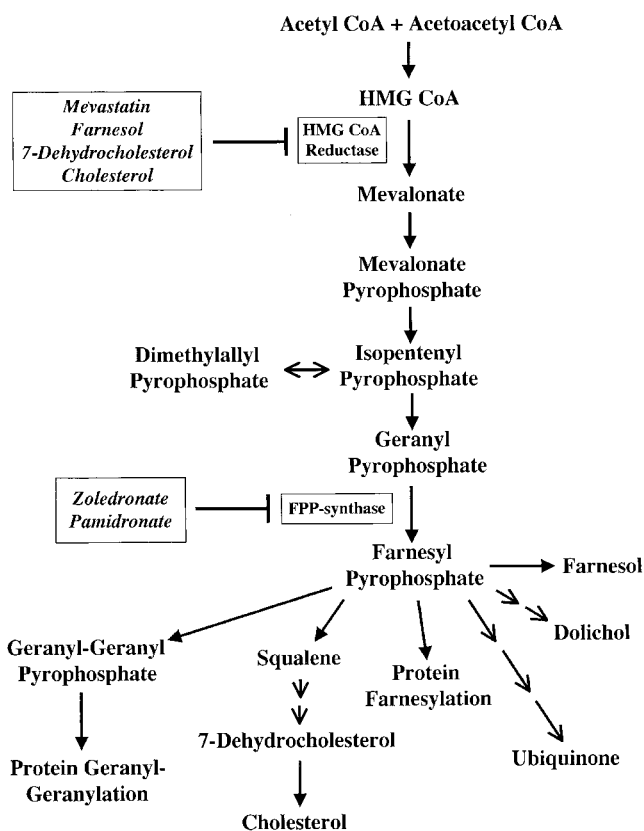 Acetyl CoA + Acetoacetyl CoA
HMG CoA
Mevastatin
Farnesol
7-Dehydrocholesterol
Cholesterol
HMG CoA
Reductase
Mevalonate
Mevalonate
Pyrophosphate
Dimethylallyl
Pyrophosphate
Isopentenyl
Pyrophosphate
Geranyl
Pyrophosphate
Zoledronate
Pamidronate
FPP-synthase
Farnesyl
Pyrophosphate
Farnesol
Dolichol
Geranyl-Geranyl
Pyrophosphate
Squalene
Protein
Farnesylation
7-Dehydrocholesterol
Ubiquinone
Protein Geranyl-
Geranylation
Cholesterol